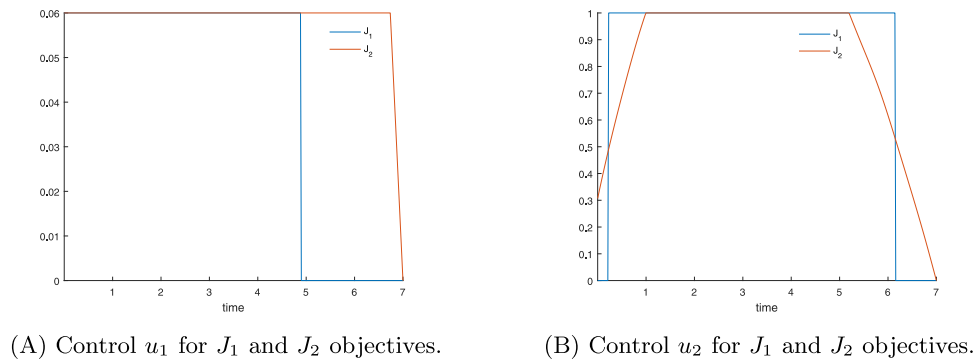 0.06
0.05
0.04
0.03
0.02
0.01
0
1 2 3 4 5 6 7
time
J1
J2
1
0.9
0.8
0.7
0.6
0.5
0.4
0.3
0.2
0.1
0
1 2 3 4 5 6 7
time
J1
J2
(A) Control u1 for J1 and J2 objectives.
(B) Control u2 for J1 and J2 objectives.